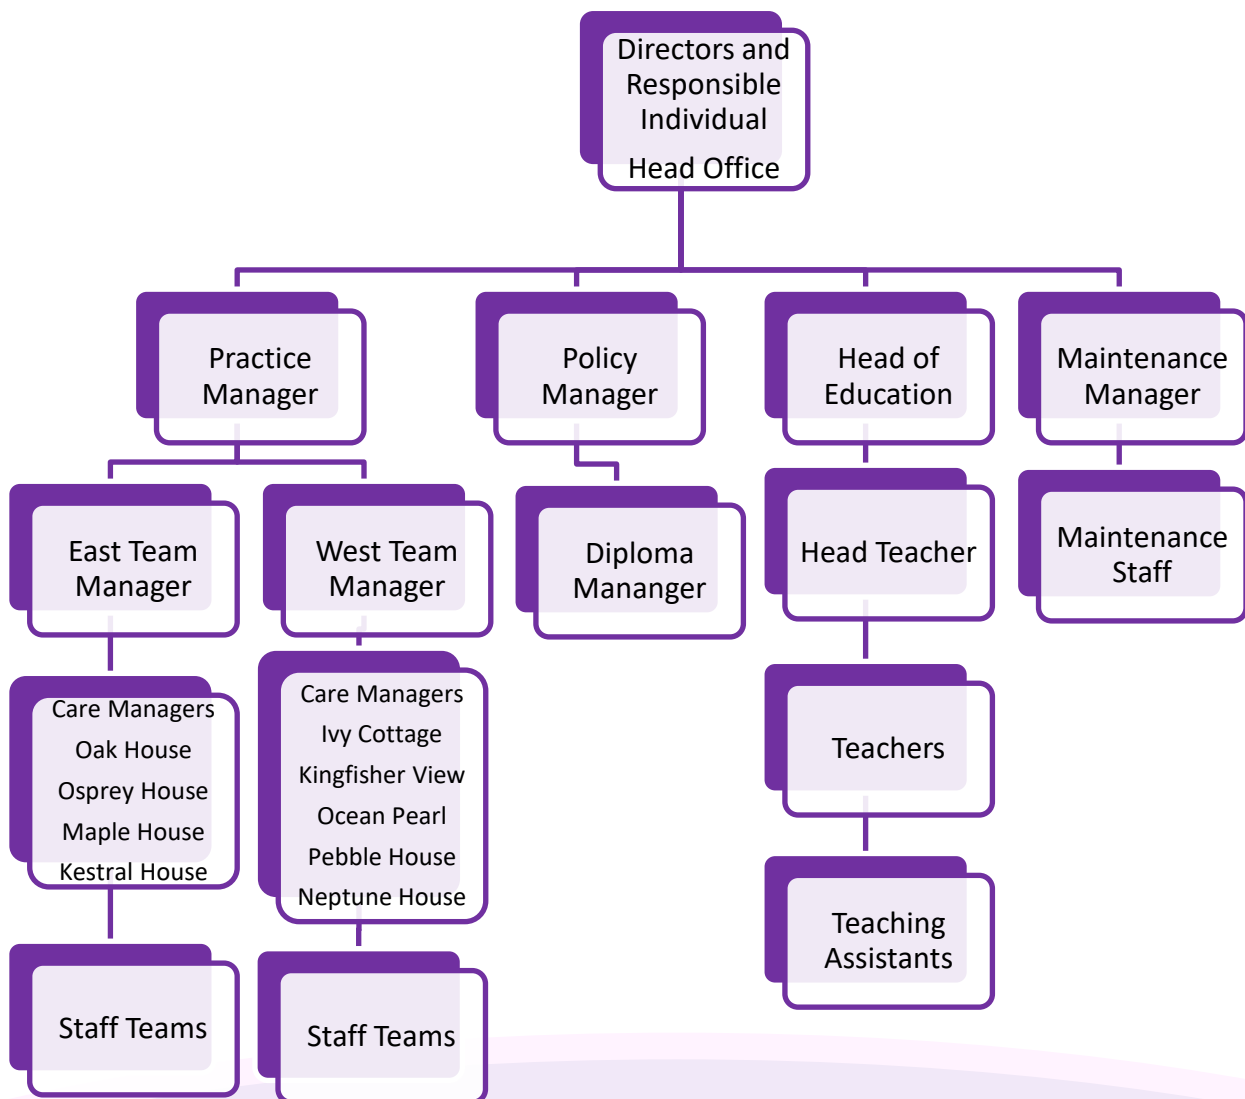 Directors and
Responsible
Individual
Head Office
Practice
Manager
Policy
Manager
Head of
Education
Maintenance
Manager
East Team
Manager
West Team
Manager
Diploma
Mananger
Head Teacher
Maintenance
Staff
Care Managers
Oak House
Osprey House
Maple House
Kestral House
Care Managers
Ivy Cottage
Kingfisher View
Ocean Pearl
Pebble House
Neptune House
Teachers
Teaching
Assistants
Staff Teams
Staff Teams